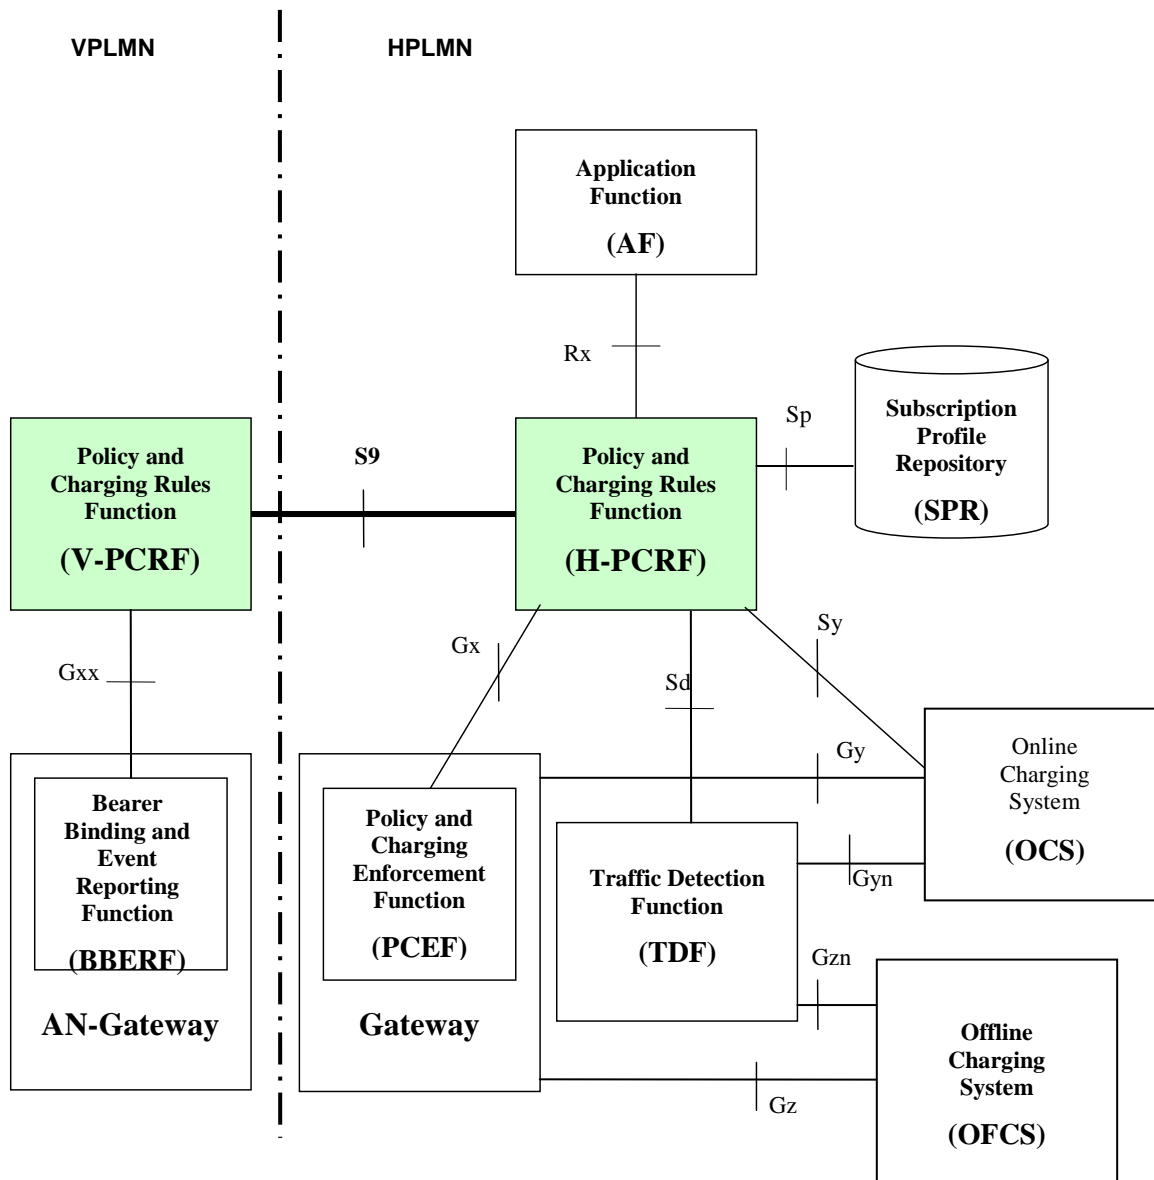 VPLMN
HPLMN
Application
Function
(AF)
Rx
Sp
Subscription
Profile
Repository
(SPR)
Policy and
Charging Rules
Function
(V-PCRF)
S9
Policy and
Charging Rules
Function
(H-PCRF)
Gxx
Gx
Sd
Sy
Gy
Online
Charging
System
(OCS)
Bearer
Binding and
Event
Reporting
Function
(BBERF)
AN-Gateway
Policy and
Charging
Enforcement
Function
(PCEF)
Gateway
Traffic Detection
Function
(TDF)
Gyn
Gzn
Gz
Offline
Charging
System
(OFCS)